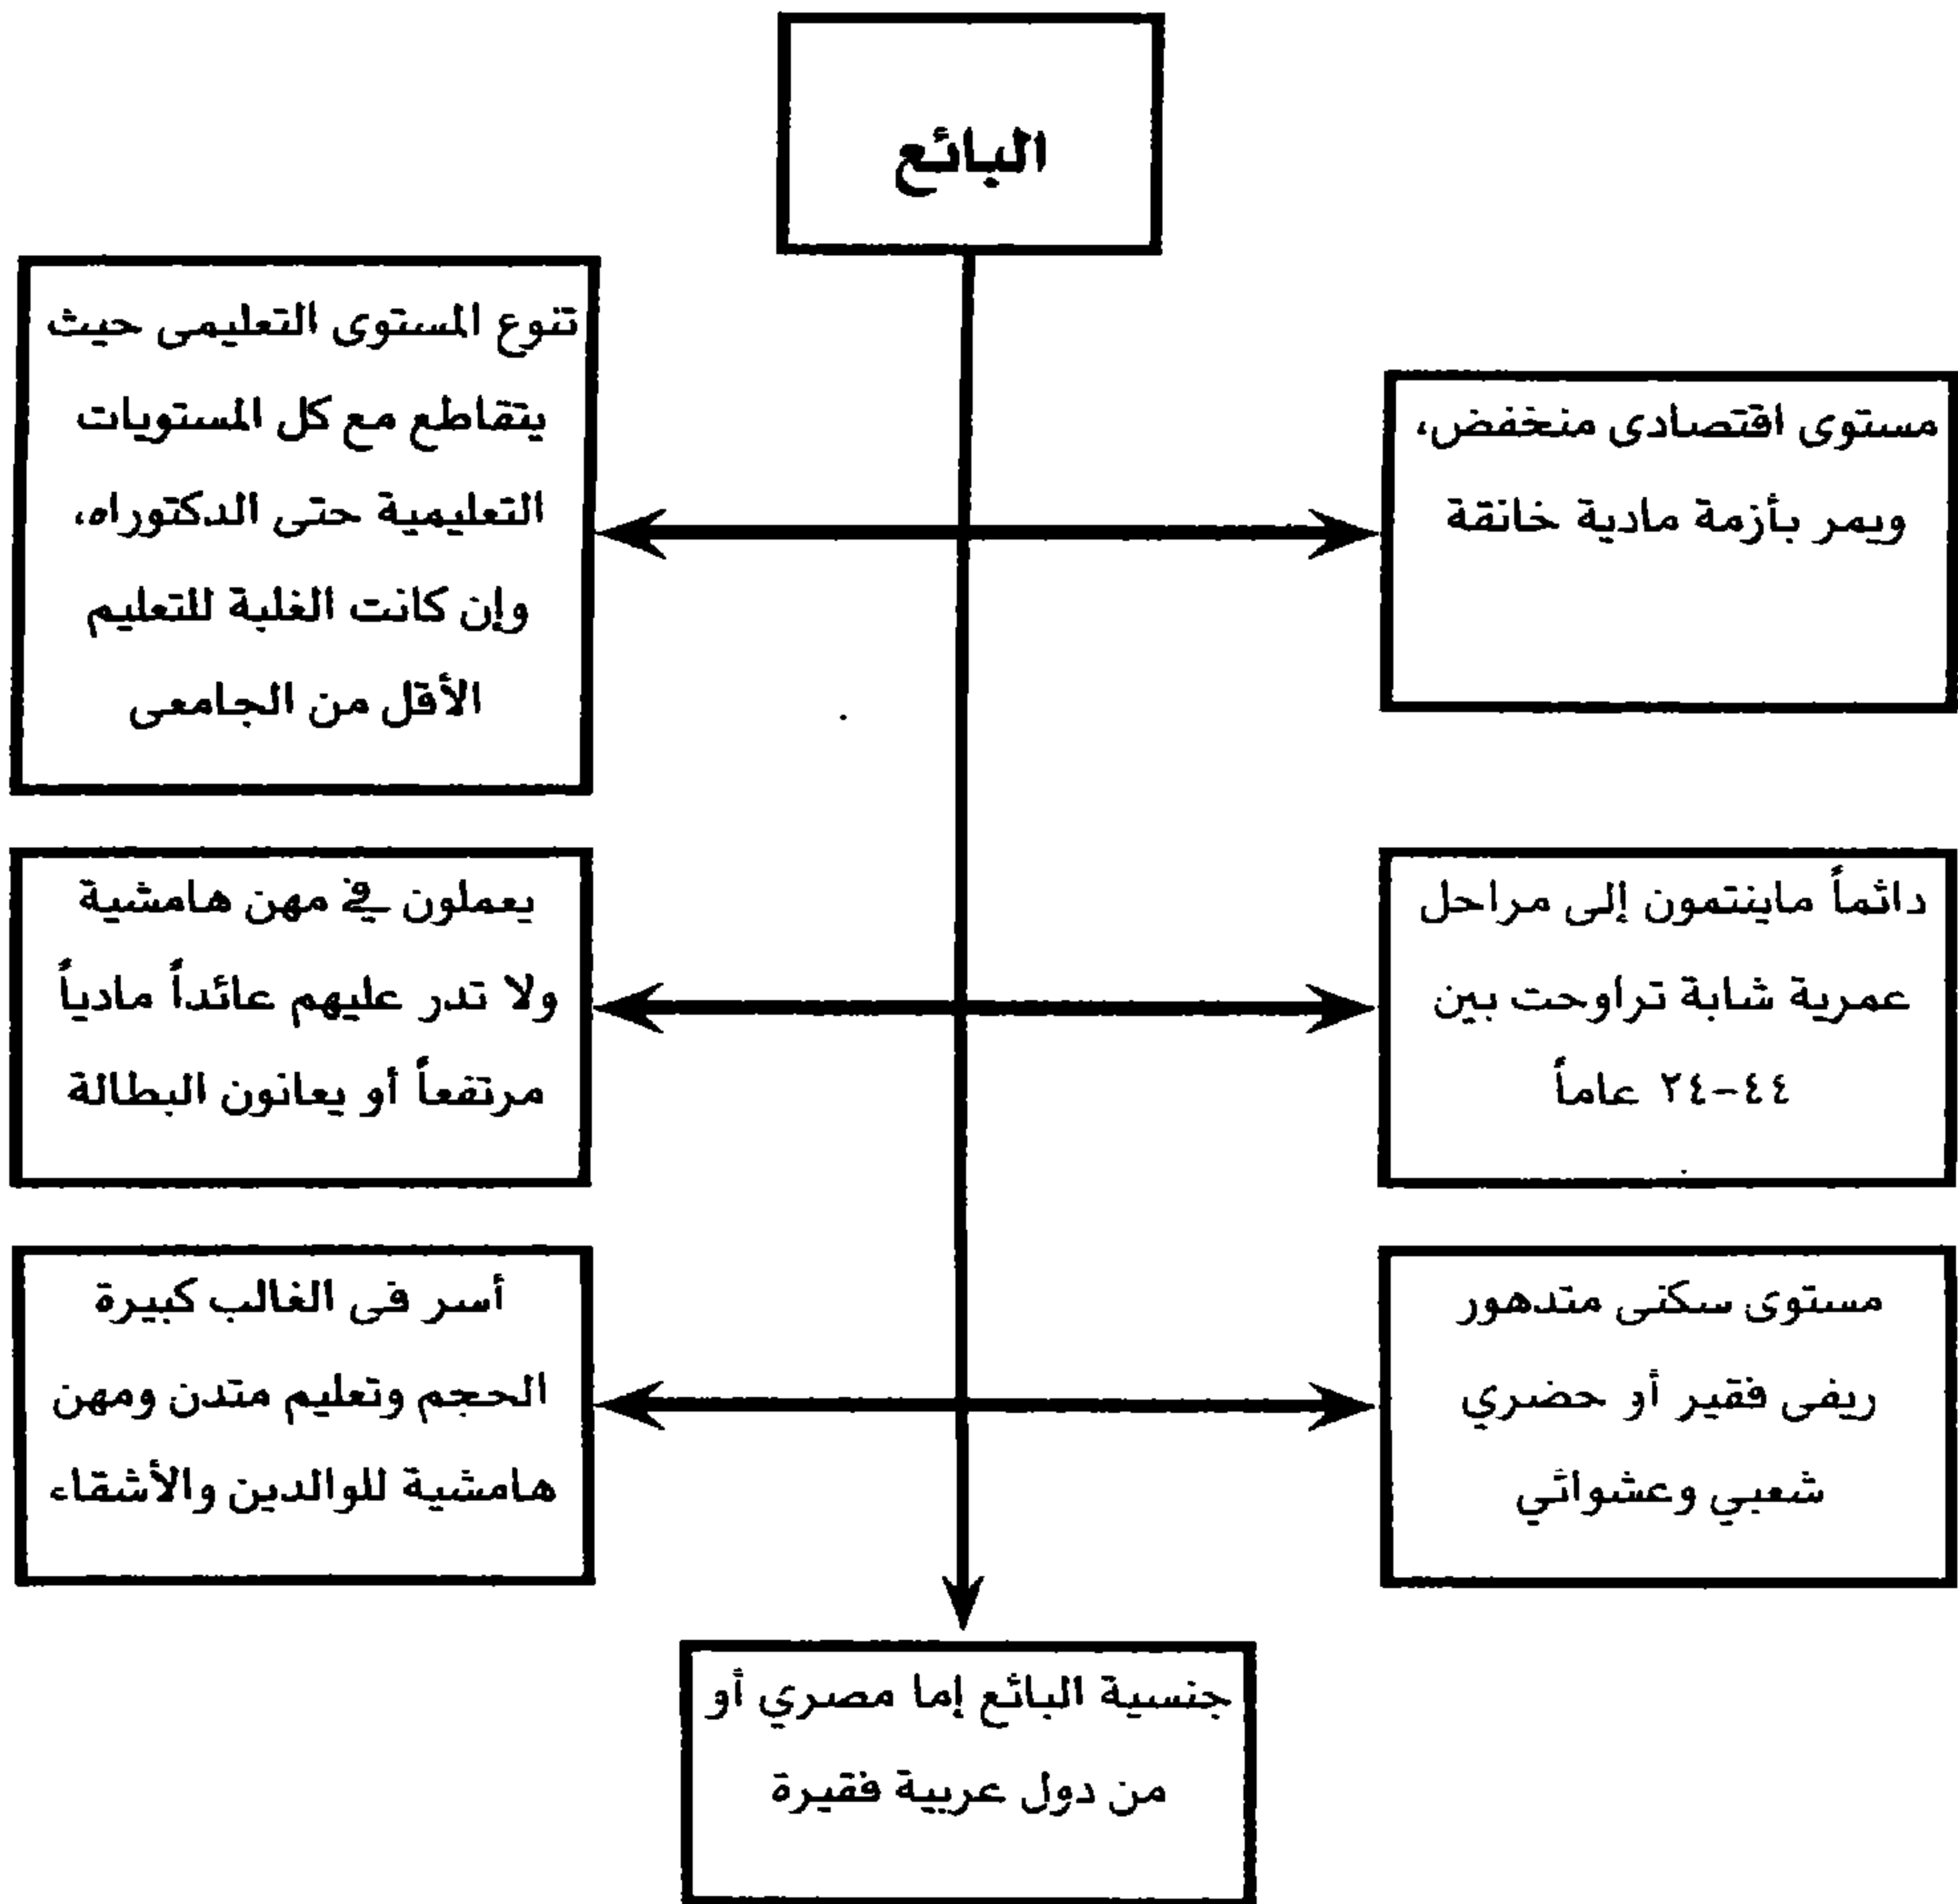 البائع
مستوى اقتصادى منخفض،
ويمر بأزمة مادية خانقة
تنوع المستوى التعليمى حيث
يتقاطع مع كل المستويات
التعليمية حتى الدكتوراه،
وإن كانت الغلبة للتعليم
الأقل من الجامعى
دائماً ماينتمون إلى مراحل
عمرية شابة تراوحت بين
٢٤-٤٤ عاماً
يعملون في مهن هامشية
ولا تدر عليهم عائداً مادياً
مرتفعاً أو يعانون البطالة
مستوى سكنى متدهور
ريفى فقير أو حضري
شعبي وعشوائي
أسر فى الغالب كبيرة
الحجم وتعليم متدن ومهن
هامشية للوالدين والأشقاء
جنسية البائع إما مصري أو
من دول عربية فقيرة